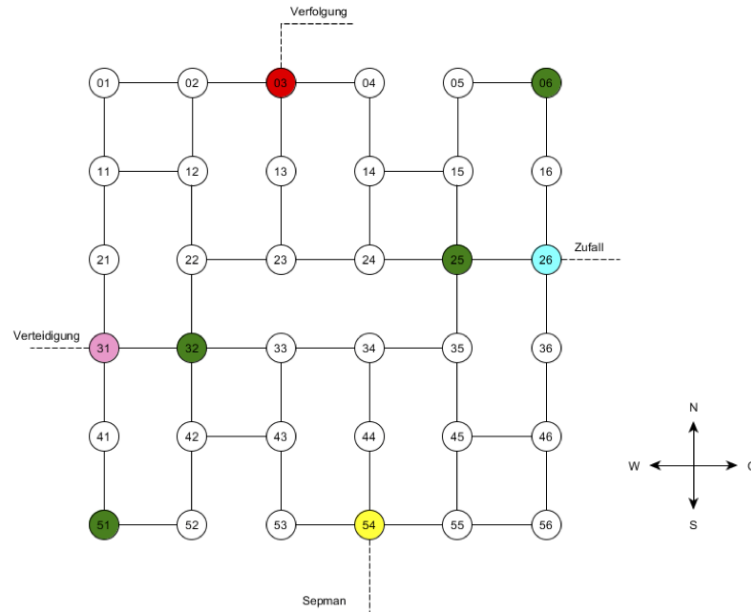 Verfolgung
01 02 03 04 05 06
11 12 13 14 15 16
Zufall
21 22 23 24 25 26
Verteidigung
31 32 33 34 35 36
41 42 43 44 45 46
N
W
S
51 52 53 54 55 56
Sepman